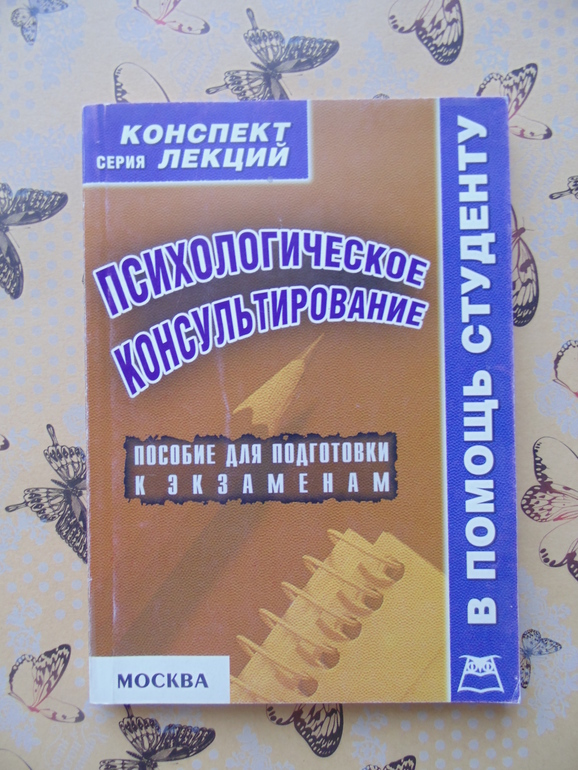 КОНСПЕКТ
серия ЛЕКЦИЙ
ПСИХОЛОГИЧЕСКОЕ
КОНСУЛЬТИРОВАНИЕ
ПОСОБИЕ ДЛЯ ПОДГОТОВКИ
К ЭКЗАМЕНАМ
МОСКВА
В ПОМОЩЬ СТУДЕНТУ